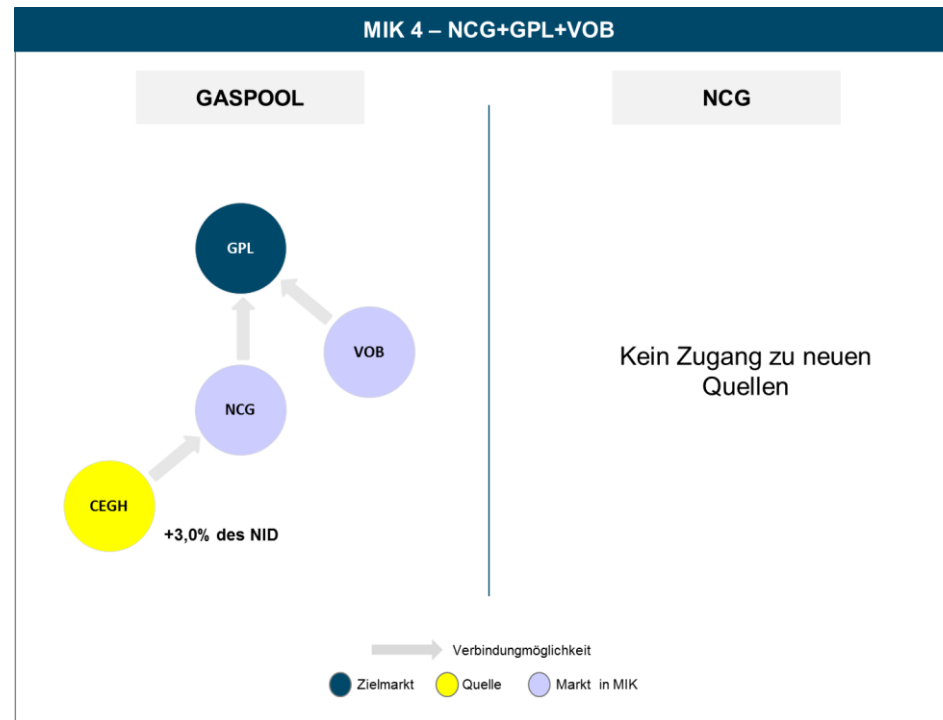 MIK 4 – NCG+GPL+VOB
GASPOOL
NCG
GPL
VOB
NCG
CEGH
+3,0% des NID
Kein Zugang zu neuen
Quellen
Verbindungmöglichkeit
Zielmarkt
Quelle
Markt in MIK